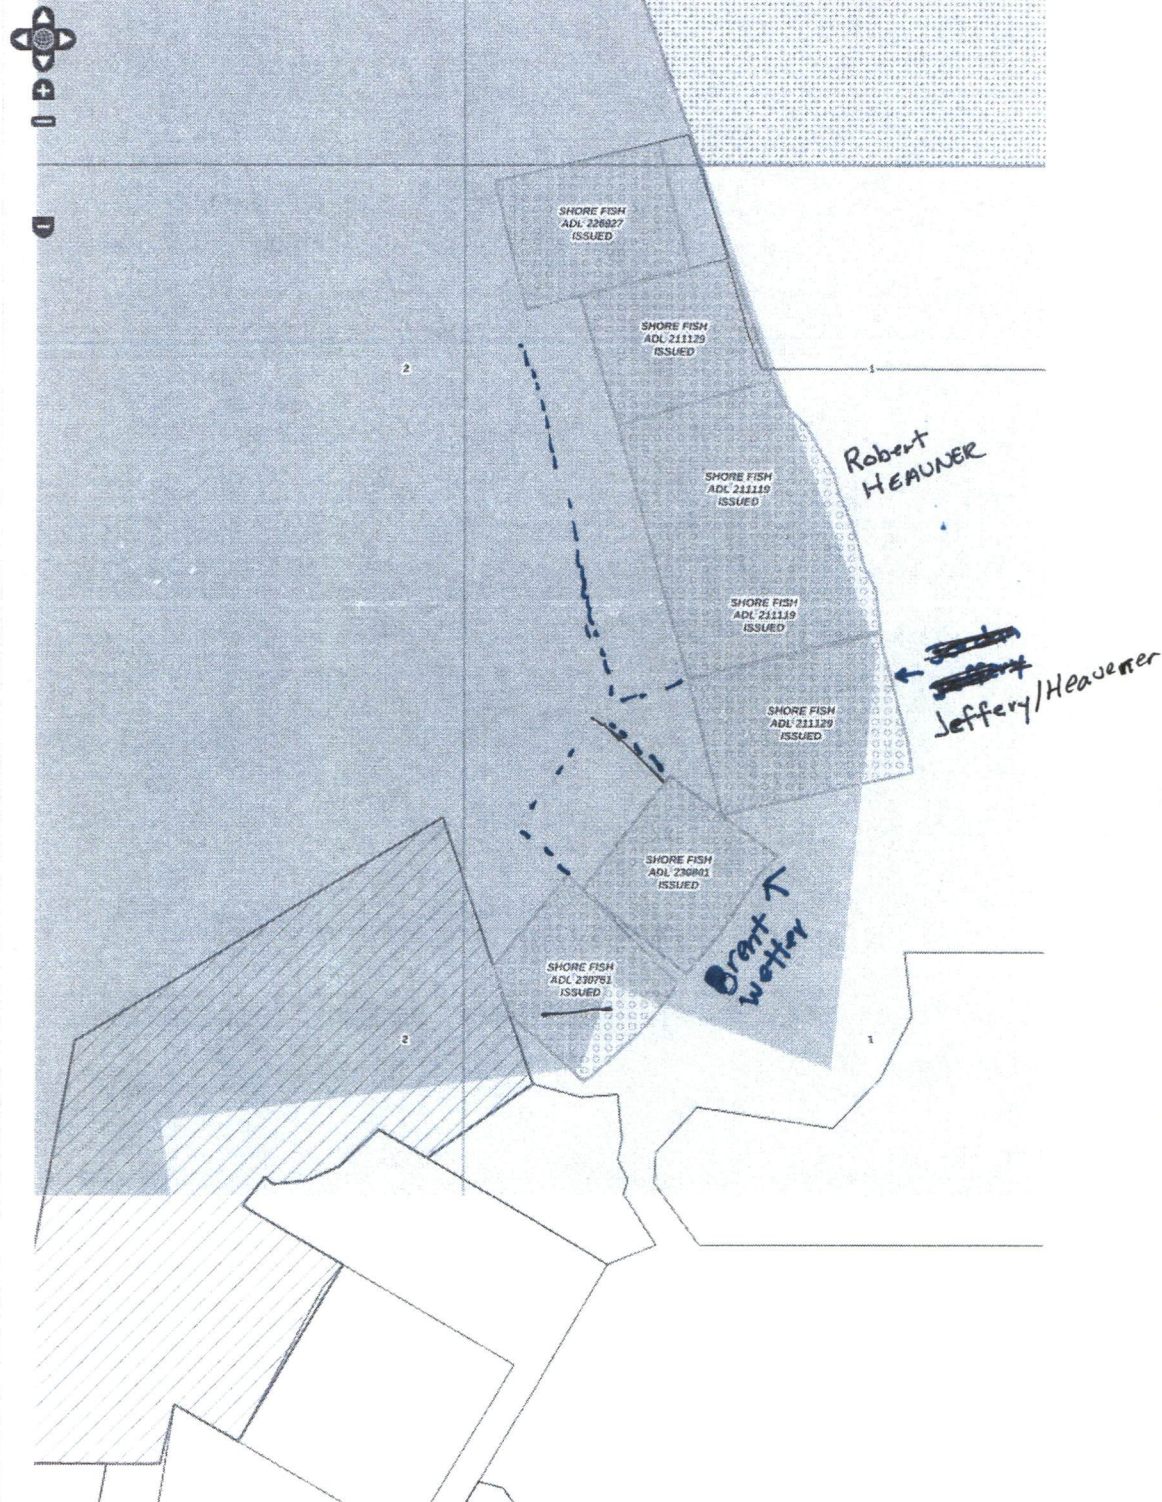 SHORE FISH
ADL 226927
ISSUED
SHORE FISH
ADL 211129
ISSUED
2
1
Robert
HEAUNER
SHORE FISH
ADL 211119
ISSUED
SHORE FISH
ADL 211119
ISSUED
Jeffery/Heavener
SHORE FISH
ADL 211129
ISSUED
SHORE FISH
ADL 230801
ISSUED
Brent
wetter
SHORE FISH
ADL 230761
ISSUED
2
1